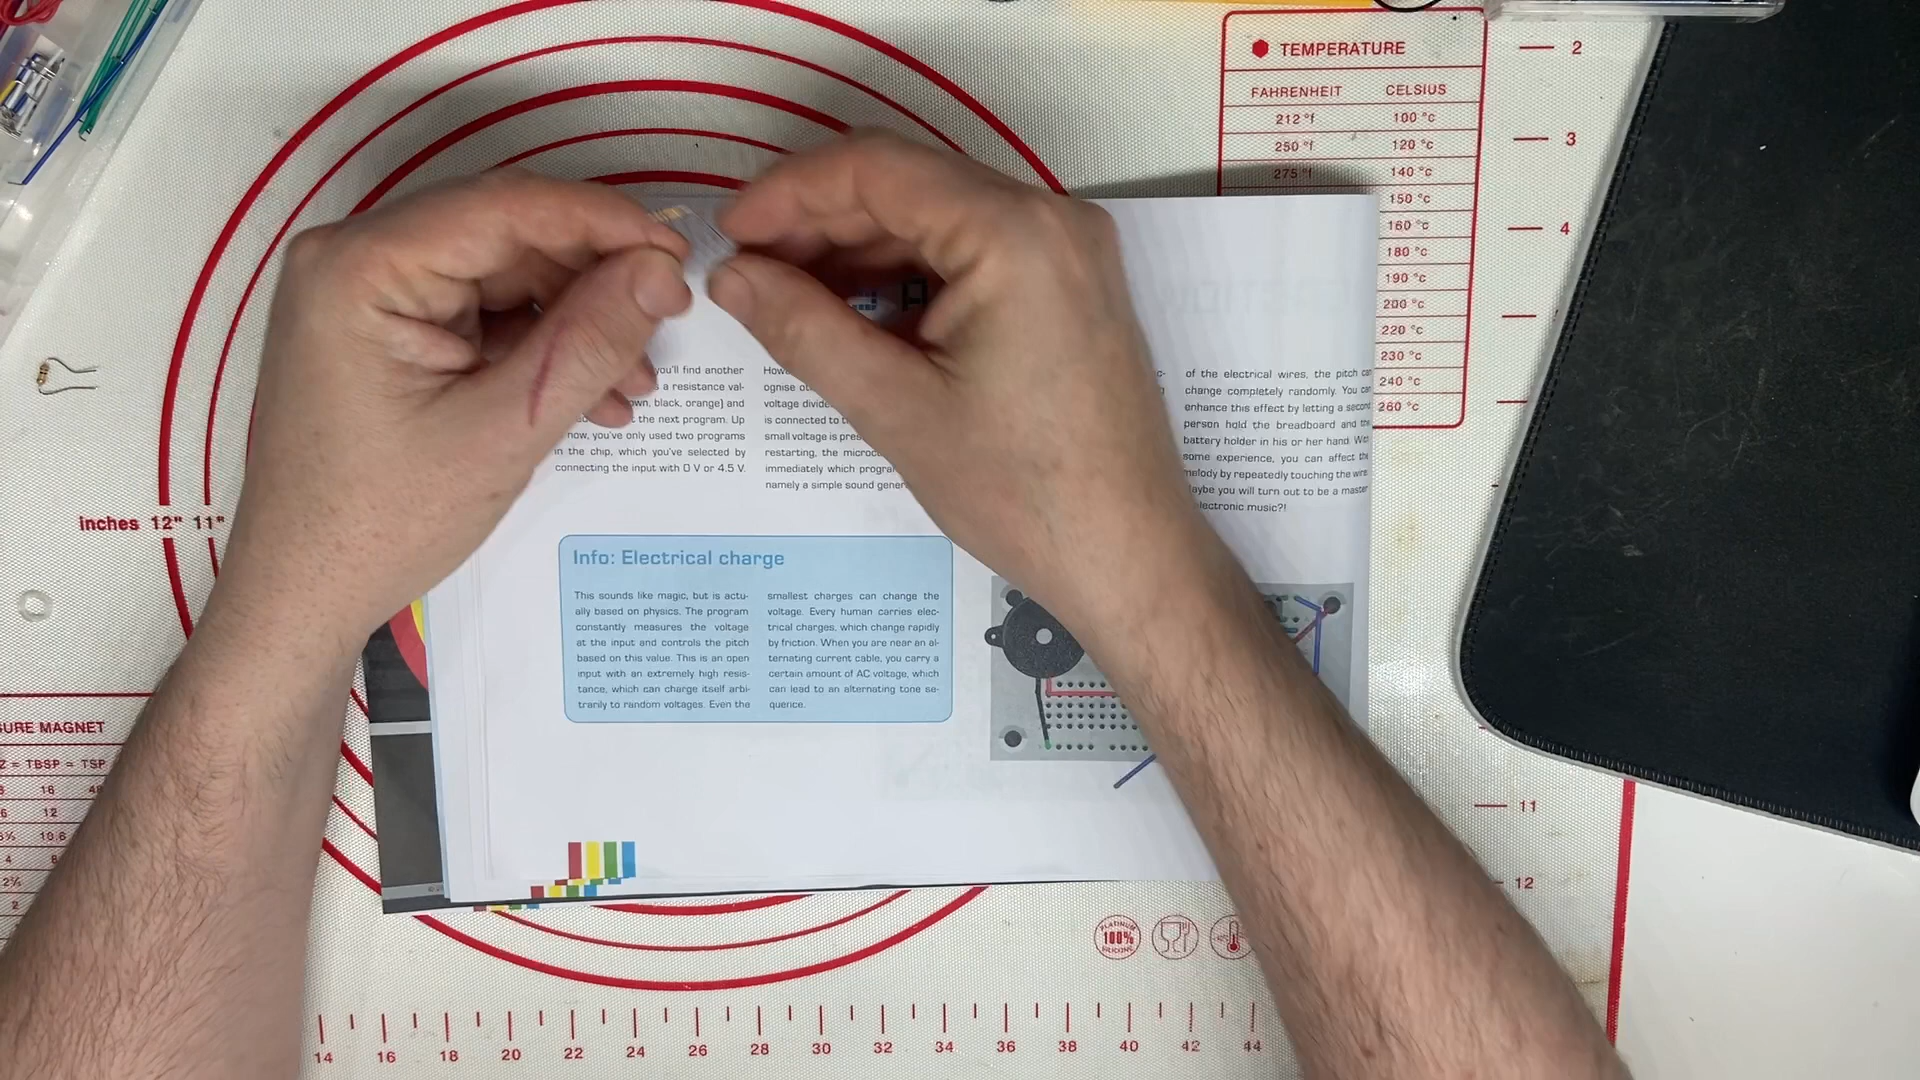 TEMPERATURE
FAHRENHEIT CELSIUS
212 °f 100 °c
250 °f 120 °c
275 °f 140 °c
150 °c
160 °c
180 °c
190 °c
200 °c
220 °c
230 °c
240 °c
260 °c
2
3
4
11
12
inches 12" 11"
you'll find another
a resistance val-
black, orange) and
the next program. Up
now, you've only used two programs
in the chip, which you've selected by
connecting the input with 0 V or 4.5 V.
ognise
voltage
is connected to
small voltage is
restarting, the
immediately which
namely a simple sound
of the electrical wires, the pitch can
change completely randomly. You can
enhance this effect by letting a second
person hold the breadboard and the
battery holder in his or her hand. With
some experience, you can affect the
melody by repeatedly touching the wire.
you will turn out to be a master
electronic music?!
Info: Electrical charge
This sounds like magic, but is actu-
ally based on physics. The program
constantly measures the voltage
at the input and controls the pitch
based on this value. This is an open
input with an extremely high resis-
tance, which can charge itself arbi-
trarily to random voltages. Even the
smallest charges can change the
voltage. Every human carries elec-
trical charges, which change rapidly
by friction. When you are near an al-
ternating current cable, you carry a
certain amount of AC voltage, which
can lead to an alternating tone se-
quence.
MAGNET
= TBSP = TSP
16 48
12
10.6
4 8
2
PLATINUM
100%
SILICONE
14 16 18 20 22 24 26 28 30 32 34 36 38 40 42 44